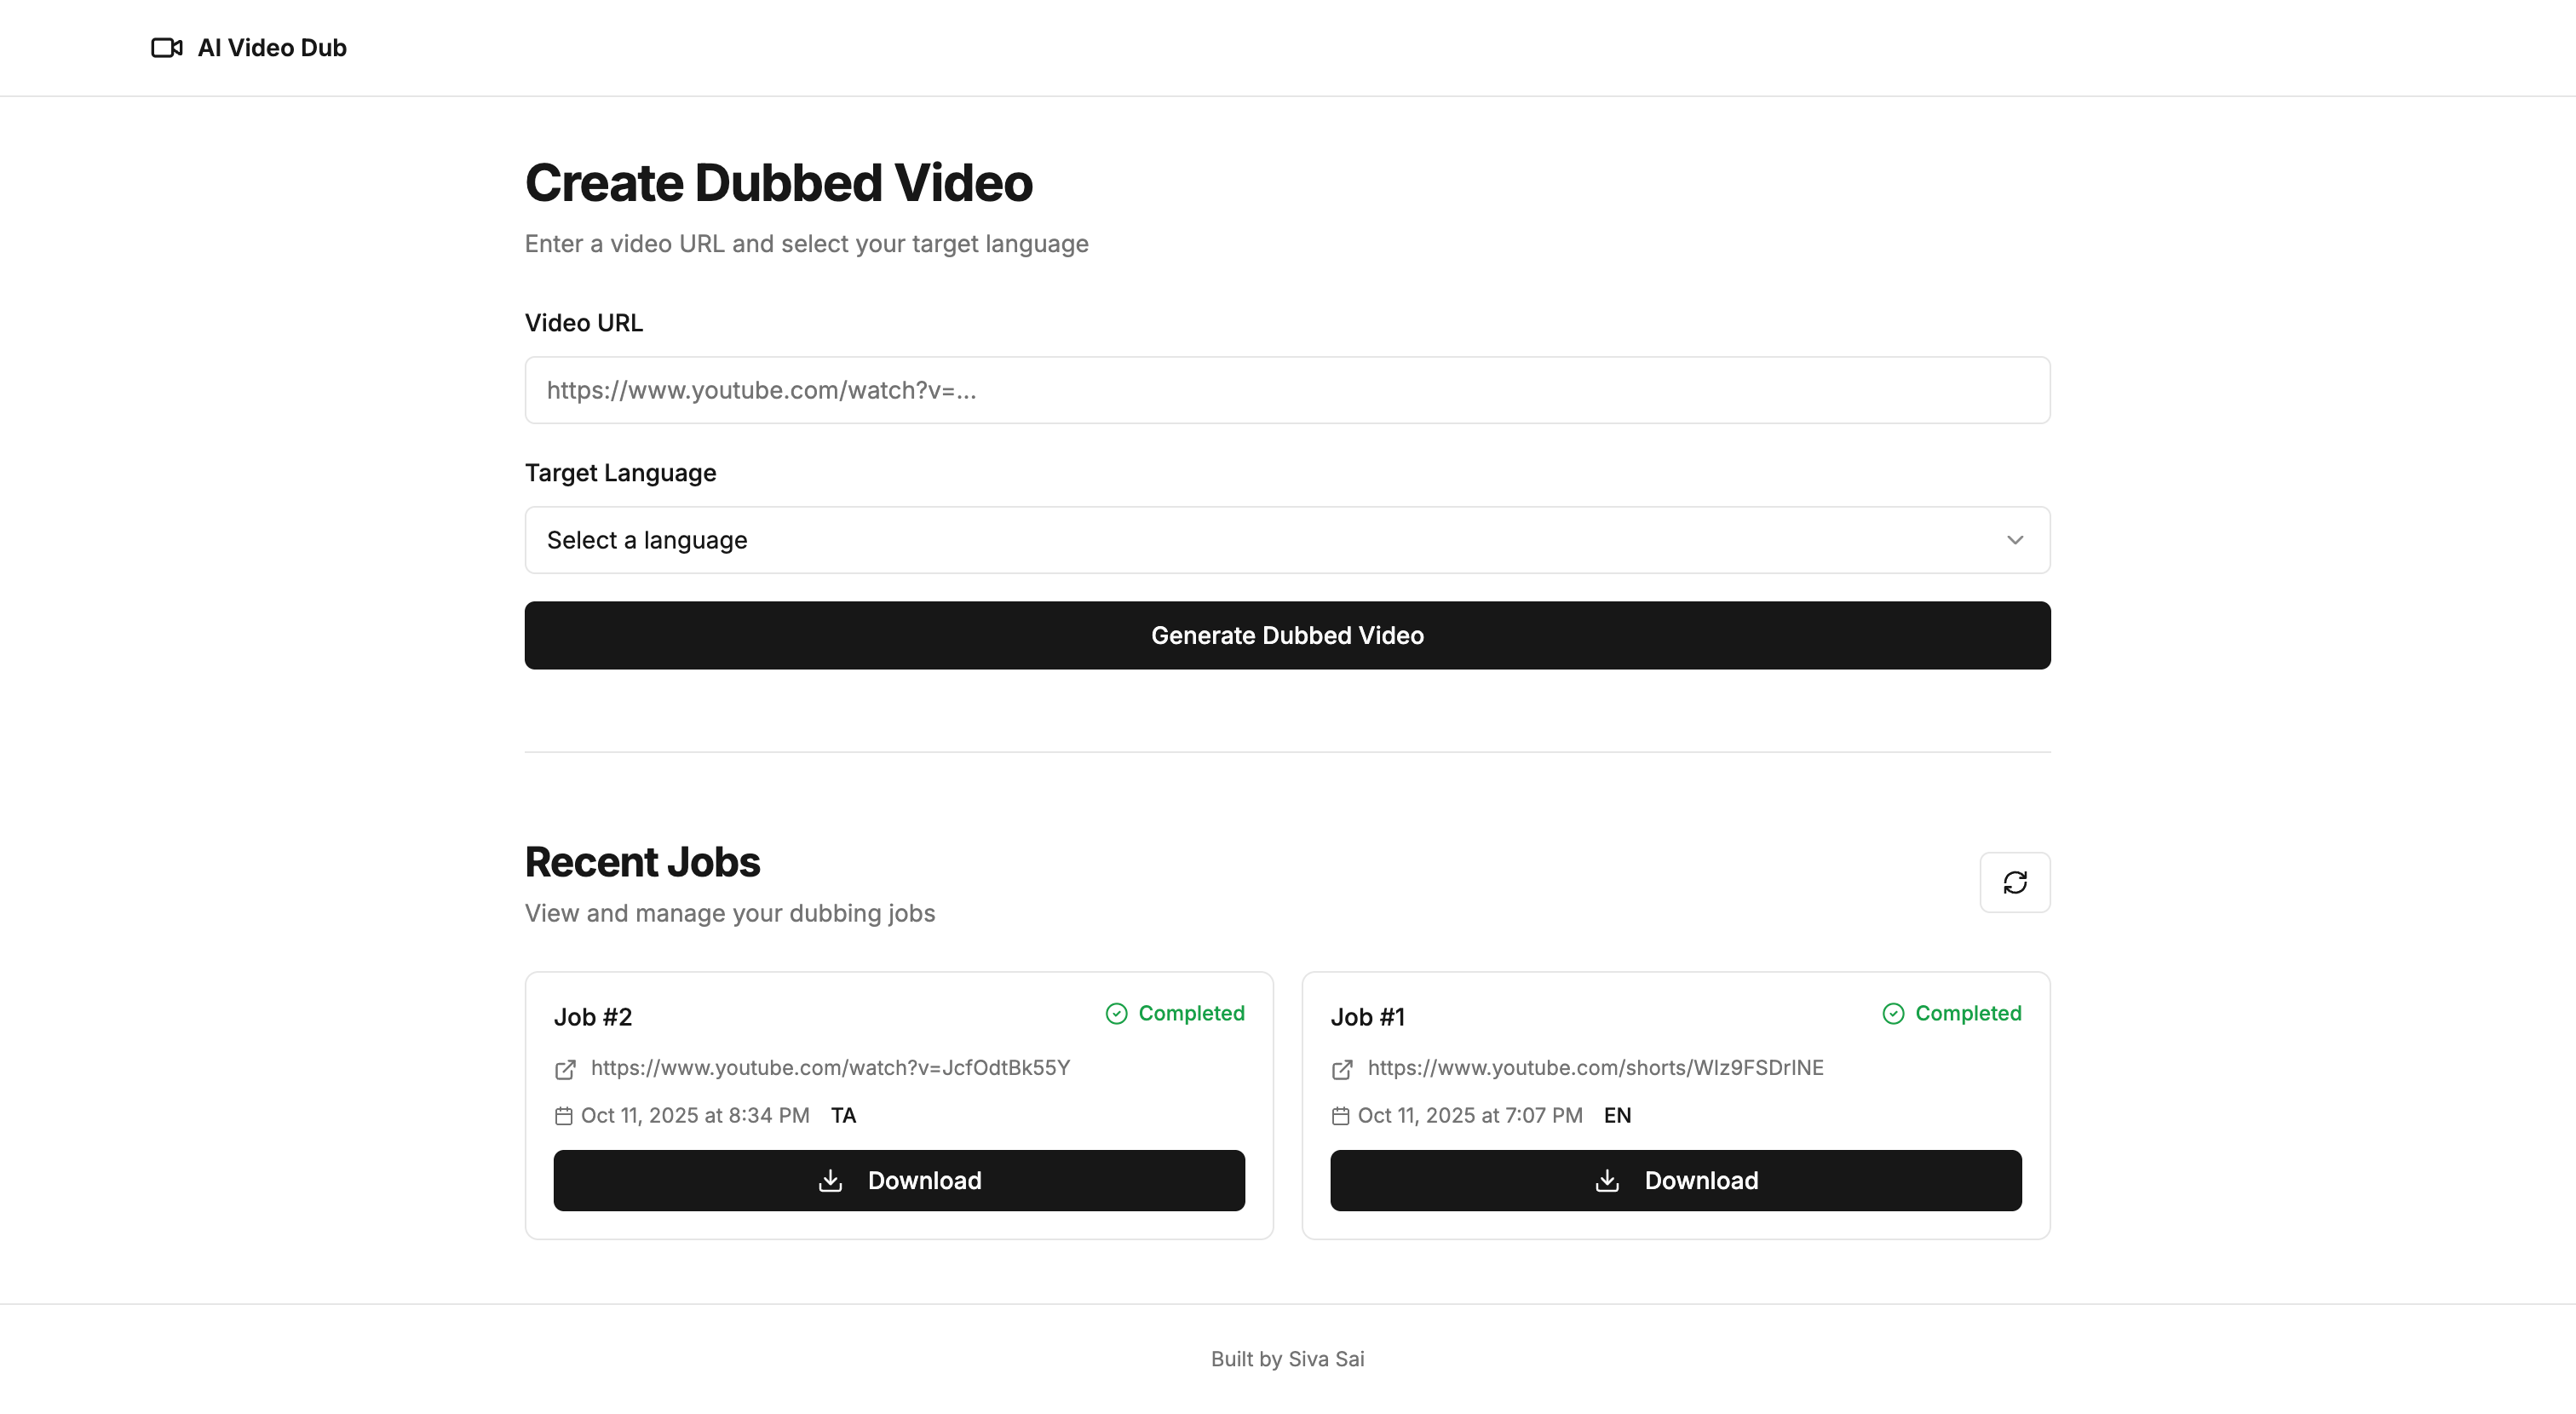 AI Video Dub
Create Dubbed Video
Enter a video URL and select your target language
Video URL
https://www.youtube.com/watch?v=...
Target Language
Select a language
Generate Dubbed Video
Recent Jobs
View and manage your dubbing jobs
Job #2
Completed
https://www.youtube.com/watch?v=JcfOdtBk55Y
Oct 11, 2025 at 8:34 PM TA
Download
Job #1
Completed
https://www.youtube.com/shorts/WIz9FSDrINE
Oct 11, 2025 at 7:07 PM EN
Download
Built by Siva Sai